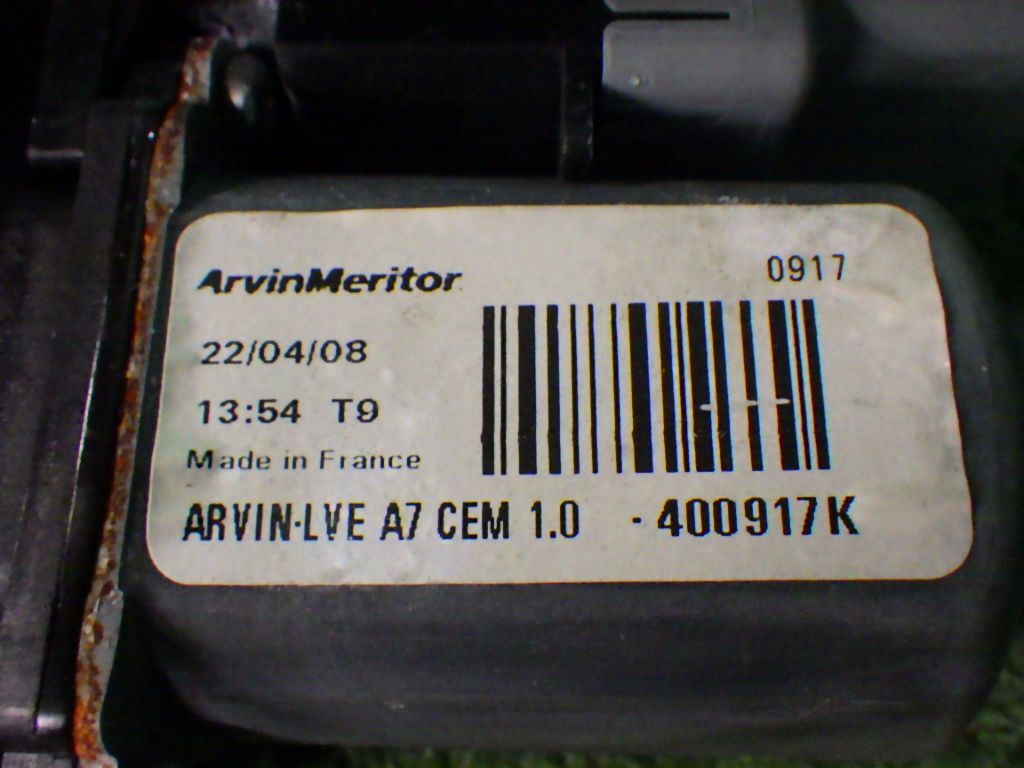 ArvinMeritor
0917
22/04/08
13:54 T9
Made in France
ARVIN-LVE A7 CEM 1.0 - 400917K